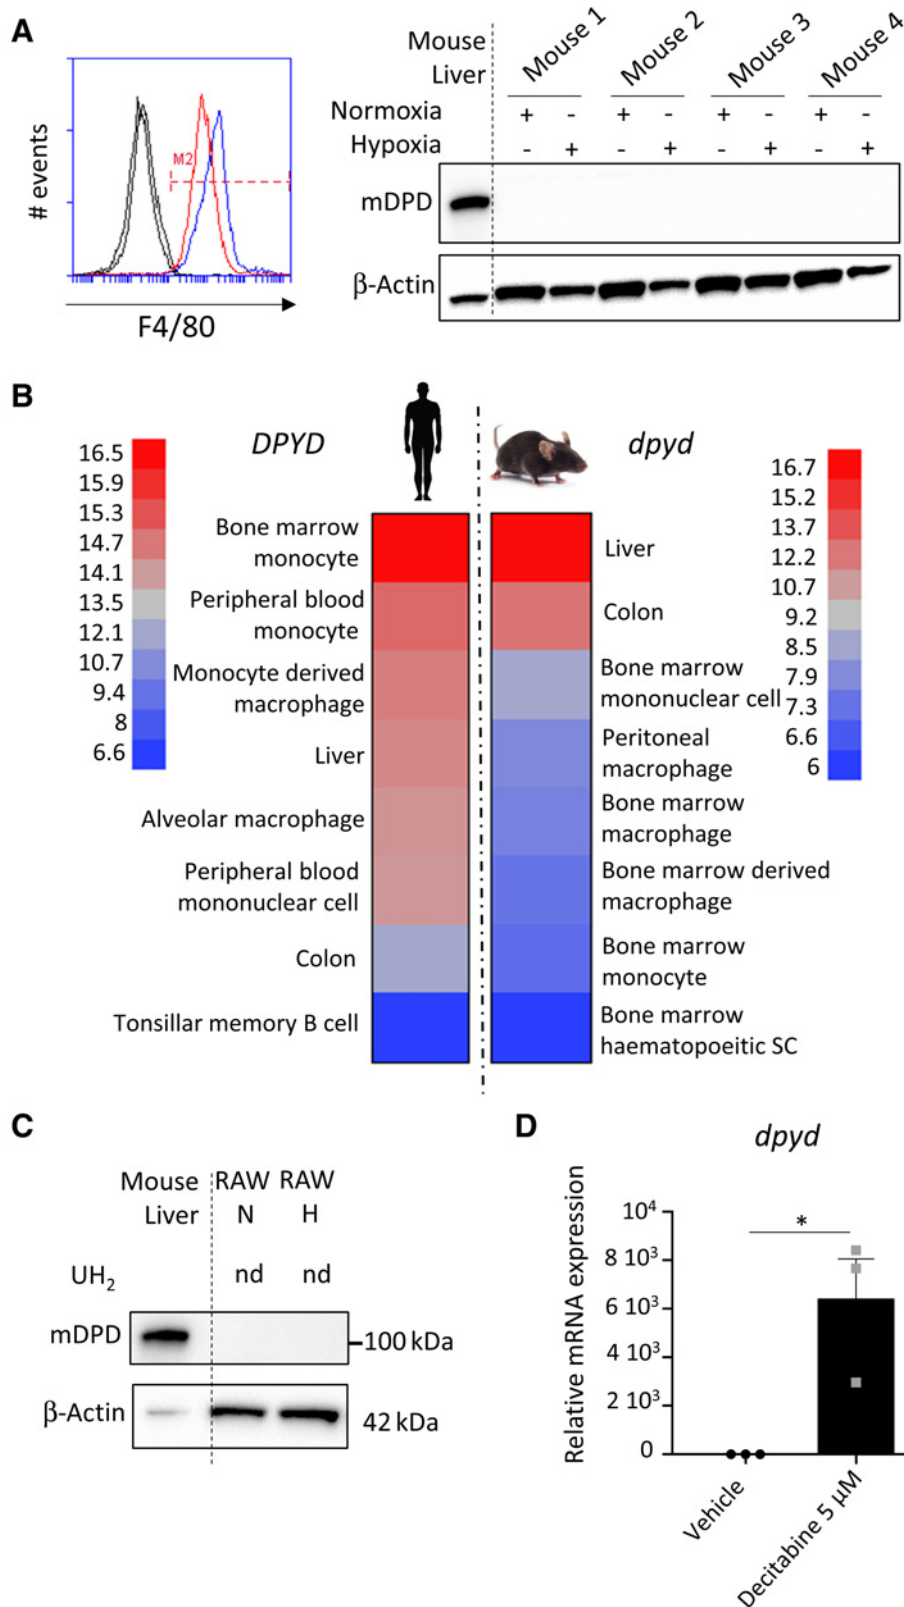 A
# events
M2
F4/80
Mouse
Liver
Mouse 1
Mouse 2
Mouse 3
Mouse 4
Normoxia + - + - + - + -
Hypoxia - + - + - + - +
mDPD
β-Actin
B
DPYD
dpyd
16.5
15.9
15.3
14.7
14.1
13.5
12.1
10.7
9.4
8
6.6
Bone marrow
monocyte
Peripheral blood
monocyte
Monocyte derived
macrophage
Liver
Alveolar macrophage
Peripheral blood
mononuclear cell
Colon
Tonsillar memory B cell
Liver
Colon
Bone marrow
mononuclear cell
Peritoneal
macrophage
Bone marrow
macrophage
Bone marrow derived
macrophage
Bone marrow
monocyte
Bone marrow
haematopoeitic SC
16.7
15.2
13.7
12.2
10.7
9.2
8.5
7.9
7.3
6.6
6
C
Mouse
Liver
RAW
N
RAW
H
UH₂ nd nd
mDPD
100 kDa
β-Actin
42 kDa
D
dpyd
Relative mRNA expression
10⁴
8 10³
6 10³
4 10³
2 10³
0
*
Vehicle
Decitabine 5 µM